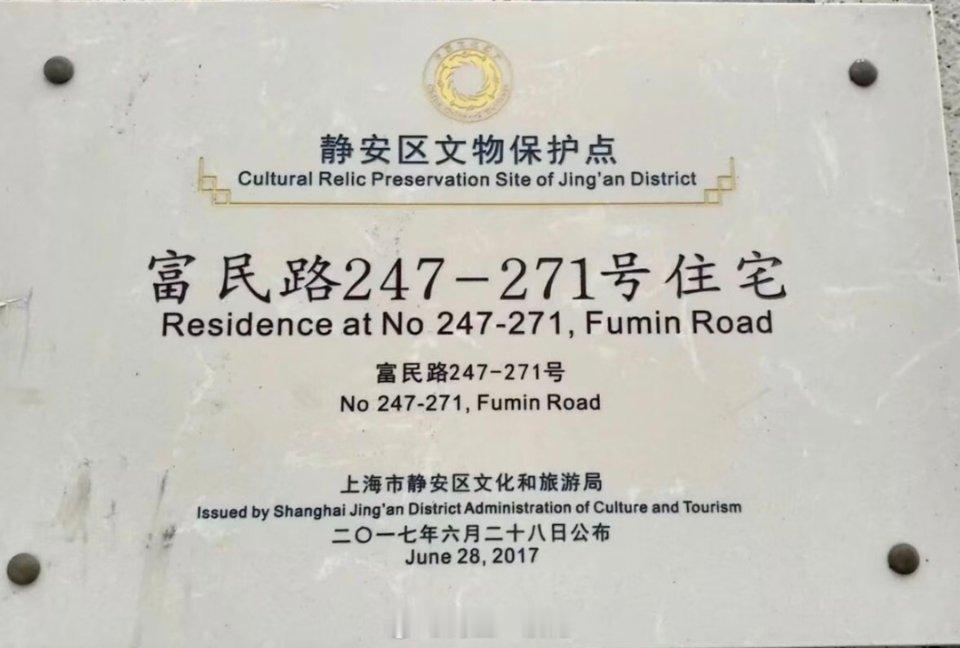 静安区文物保护点
Cultural Relic Preservation Site of Jing'an District
富民路247-271号住宅
Residence at No 247-271, Fumin Road
富民路247-271号
No 247-271, Fumin Road
上海市静安区文化和旅游局
Issued by Shanghai Jing'an District Administration of Culture and Tourism
二〇一七年六月二十八日公布
June 28, 2017